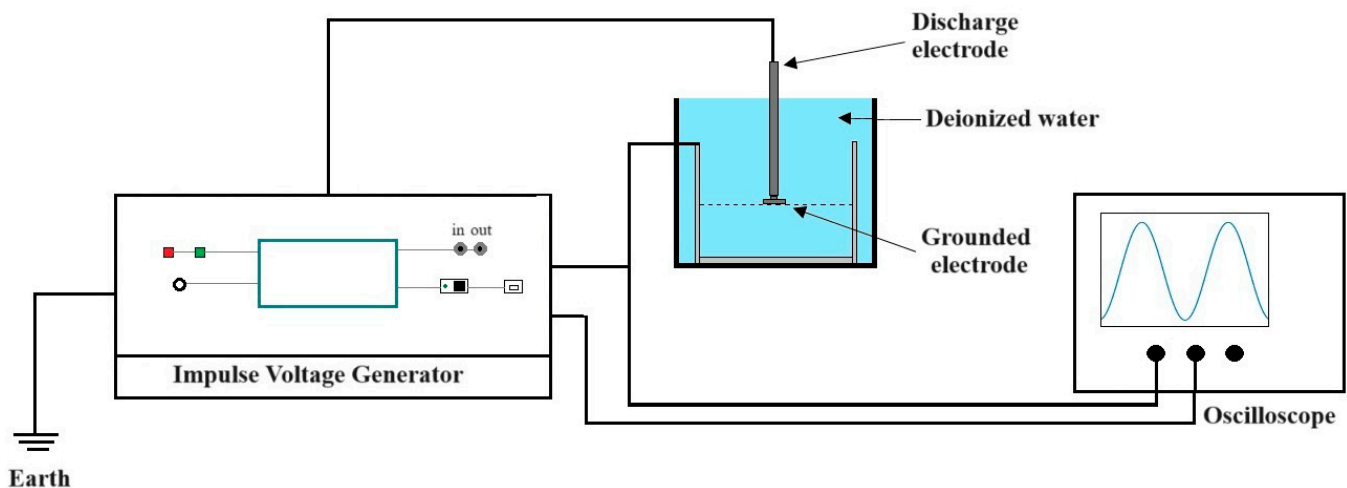 Discharge
electrode
Deionized water
in out
Grounded
electrode
Impulse Voltage Generator
Oscilloscope
Earth